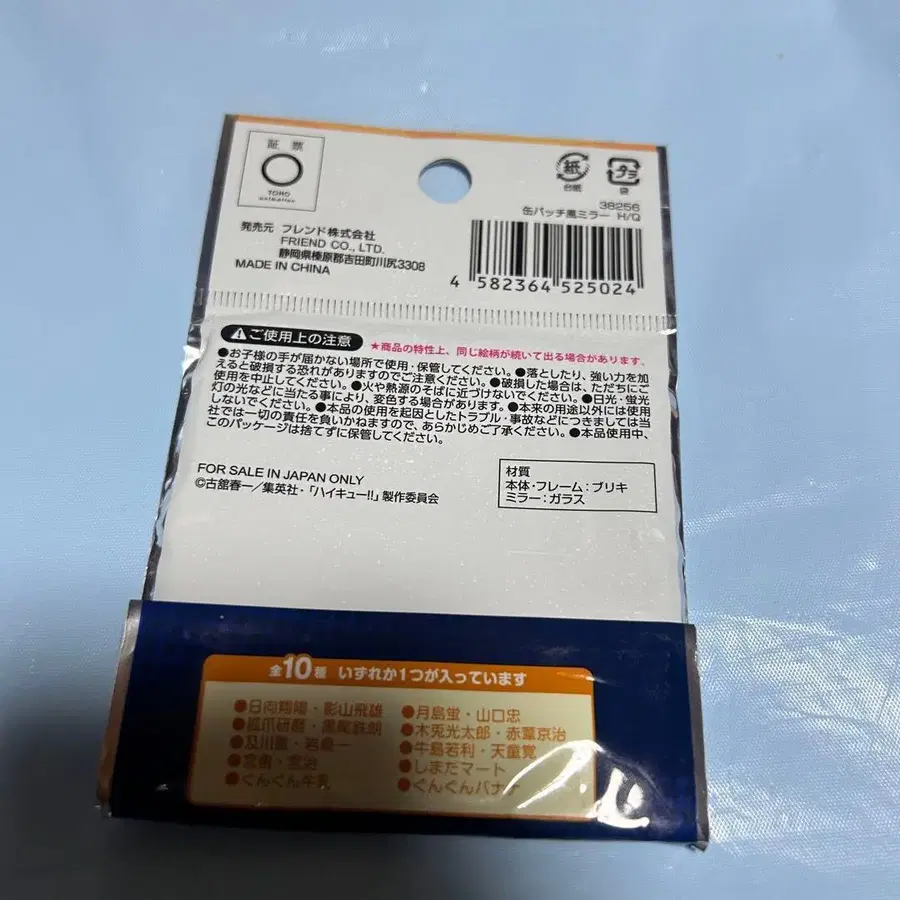 証 票
TOHO
animation
紙
台紙
プラ
袋
38256
缶バッチ風ミラー H/Q
発売元 フレンド株式会社
FRIEND CO., LTD.
静岡県榛原郡吉田町川尻3308
MADE IN CHINA
4 582364 525024
ご使用上の注意
★商品の特性上、同じ絵柄が続いて出る場合があります。
●お子様の手が届かない場所で使用・保管してください。●落としたり、強い力を加
えると破損する恐れがありますのでご注意ください。●破損した場合は、ただちにご
使用を中止してください。●火や熱源のそばに近づけないでください。●日光・蛍光
灯の光などに当たる事により、変色する場合があります。●本来の用途以外には使用
しないでください。●本品の使用を起因としたトラブル・事故などにつきましては当
社では一切の責任を負いかねますので、あらかじめご了承ください。●本品使用中、
このパッケージは捨てずに保管してください。
FOR SALE IN JAPAN ONLY
©古舘春一／集英社・「ハイキュー!!」製作委員会
材質
本体・フレーム：ブリキ
ミラー：ガラス
全10種 いずれか1つが入っています
●日向翔陽・影山飛雄
●孤爪研磨・黒尾鉄朗
●及川徹・岩泉一
●宮侑・宮治
●ぐんぐん牛乳
●月島蛍・山口忠
●木兎光太郎・赤葦京治
●牛島若利・天童覚
●しまだマート
●ぐんぐんバナナ